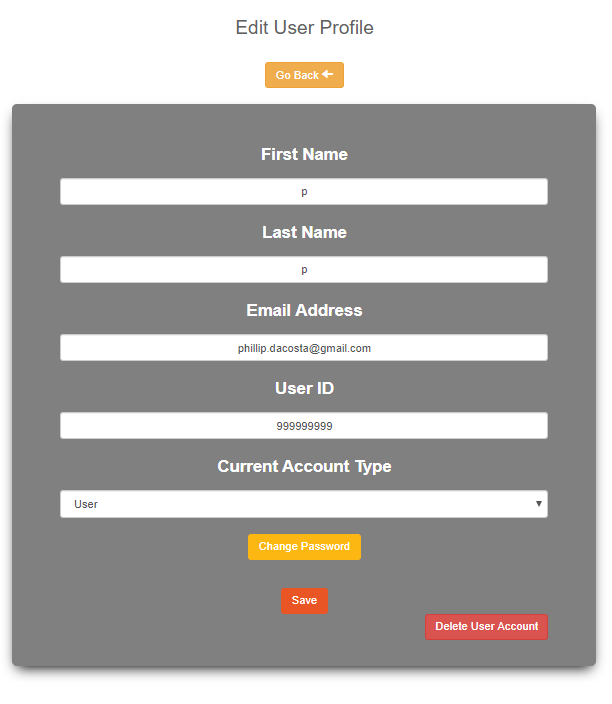 Edit User Profile
Go Back
First Name
p
Last Name
p
Email Address
phillip.dacosta@gmail.com
User ID
999999999
Current Account Type
User
Change Password
Save
Delete User Account